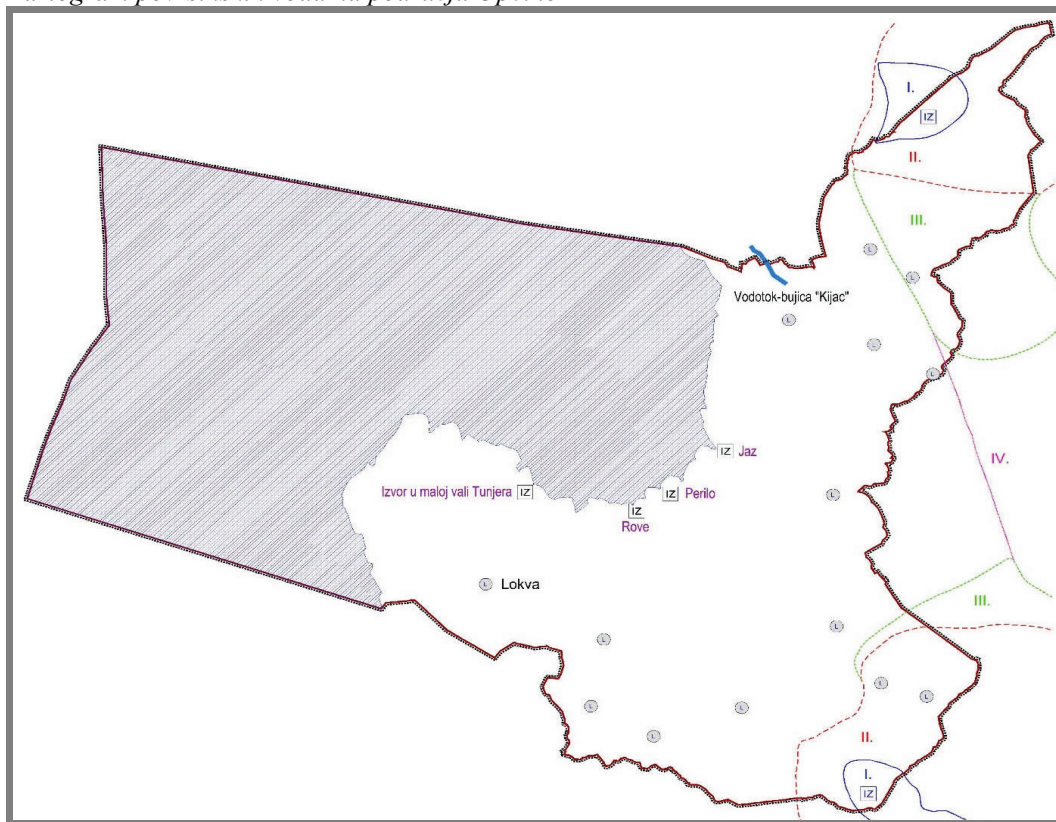 I.
IZ
II.
III.
L
L
Vodotok-bujica "Kijac"
L
L
L
IZ Jaz
IV.
Izvor u maloj vali Tunjera IZ
IZ Perilo
L
IZ
Rove
L Lokva
III.
L
L
L
L
L
L
II.
L
I.
IZ